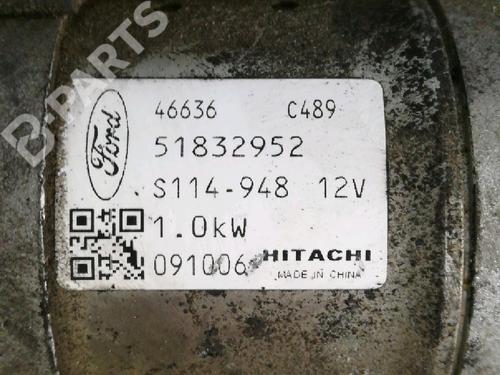 B-PARTS
Ford
46636 C489
51832952
S114-948 12V
1.0kW
091006 HITACHI
MADE IN CHINA